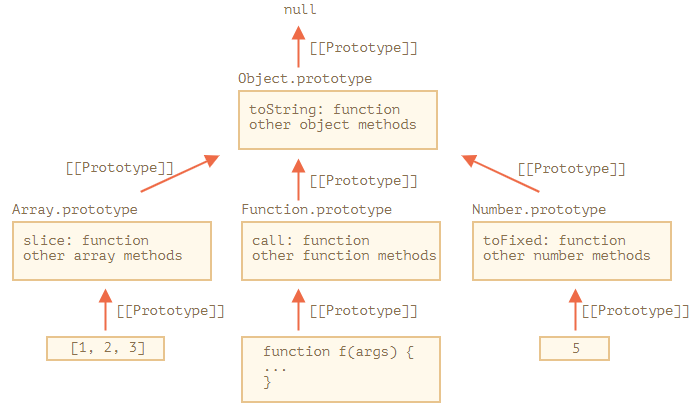 null
[[Prototype]]
Object.prototype
toString: function
other object methods
[[Prototype]]
[[Prototype]]
[[Prototype]]
Array.prototype
slice: function
other array methods
Function.prototype
call: function
other function methods
Number.prototype
toFixed: function
other number methods
[[Prototype]]
[[Prototype]]
[[Prototype]]
[1, 2, 3]
function f(args) {
...
}
5